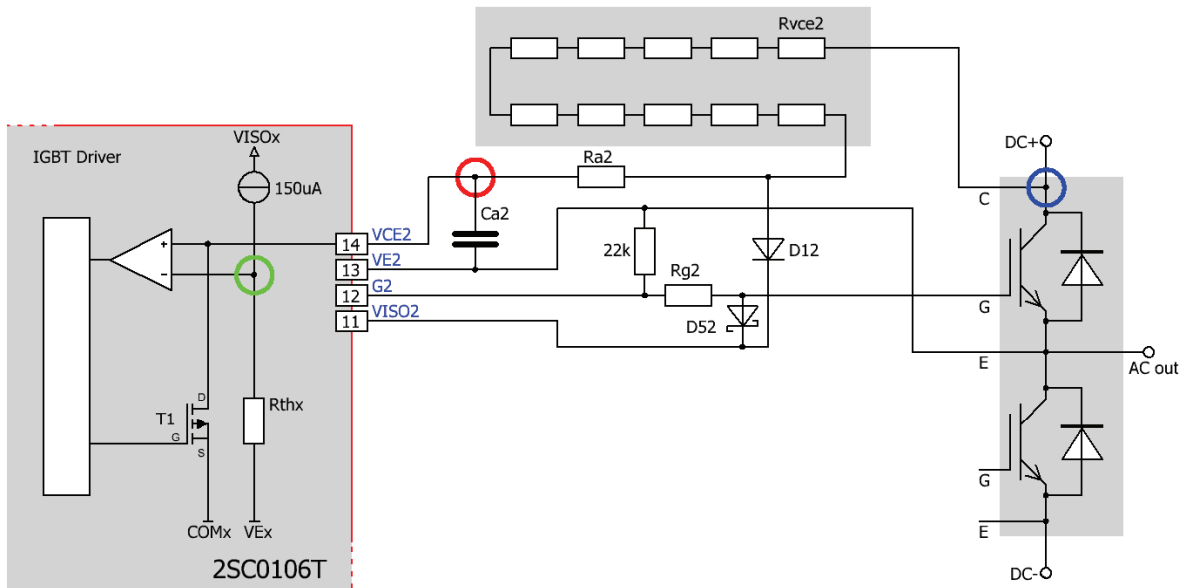 Rvce2
VISOx
IGBT Driver
150uA
DC+
Ra2
C
Ca2
VCE2
14
+
VE2
13
22k
D12
-
G2
12
Rg2
G
VISO2
11
D52
E
AC out
D
Rthx
T1
G
S
G
COMx
VEx
E
2SC0106T
DC-